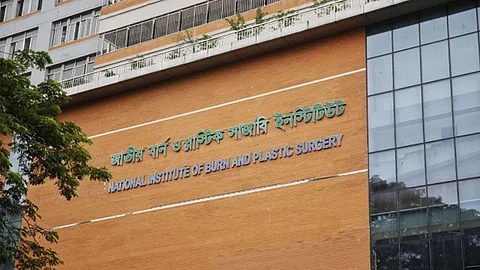 জাতীয় বার্ন ও প্লাস্টিক সার্জারি ইনস্টিটিউট
NATIONAL INSTITUTE OF BURN AND PLASTIC SURGERY